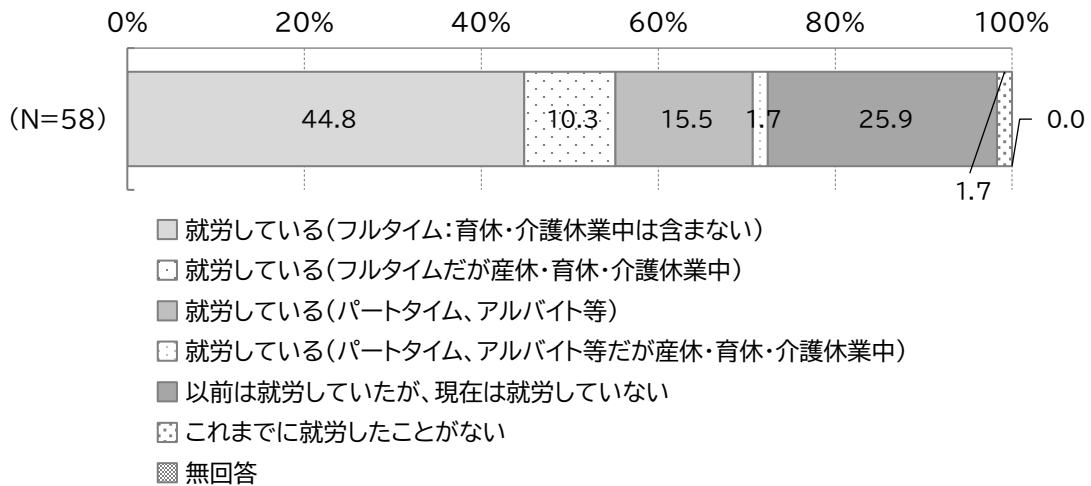 0% 20% 40% 60% 80% 100%
(N=58) 44.8 10.3 15.5 1.7 25.9 0.0
1.7
就労している(フルタイム:育休・介護休業中は含まない)
就労している(フルタイムだが産休・育休・介護休業中)
就労している(パートタイム、アルバイト等)
就労している(パートタイム、アルバイト等だが産休・育休・介護休業中)
以前は就労していたが、現在は就労していない
これまでに就労したことがない
無回答